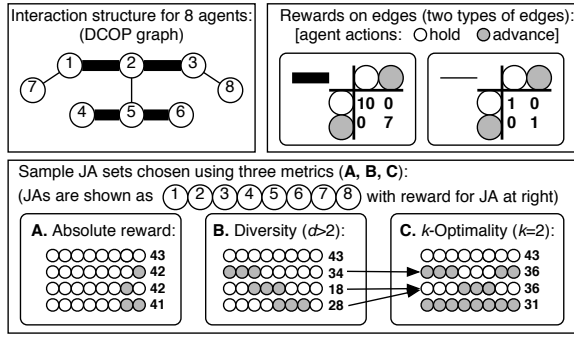 Interaction structure for 8 agents:
(DCOP graph)
1 2 3
7 8
4 5 6
Rewards on edges (two types of edges):
[agent actions: hold advance]
10 0
0 7
1 0
0 1
Sample JA sets chosen using three metrics (A, B, C):
(JAs are shown as 1 2 3 4 5 6 7 8 with reward for JA at right)
A. Absolute reward:
43
42
42
41
B. Diversity (d>2):
43
34
18
28
C. k-Optimality (k=2):
43
36
36
31